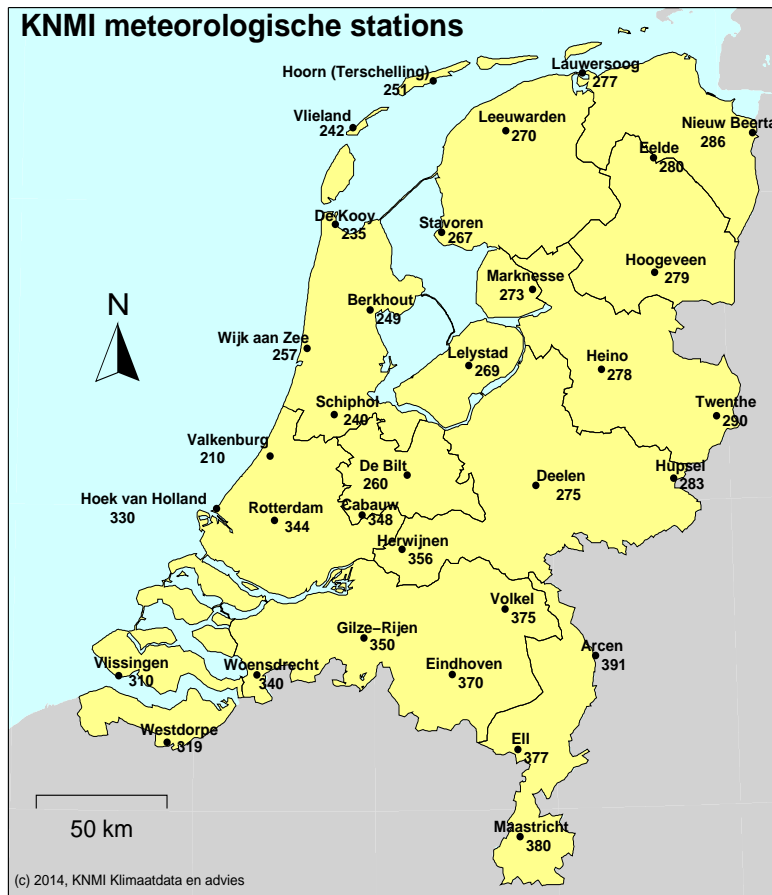 KNMI meteorologische stations
Lauwersoog
277
Hoorn (Terschelling)
251
Vlieland
242
Leeuwarden
270
Nieuw Beerta
286
Eelde
280
De Kooy
235
Stavoren
267
Hoogeveen
279
Marknesse
273
N
Berkhout
249
Wijk aan Zee
257
Lelystad
269
Heino
278
Schiphol
240
Twenthe
290
Valkenburg
210
De Bilt
260
Deelen
275
Hupsel
283
Hoek van Holland
330
Rotterdam
344
Cabauw
348
Herwijnen
356
Volkel
375
Gilze-Rijen
350
Arcen
391
Vlissingen
310
Woensdrecht
340
Eindhoven
370
Westdorpe
319
Ell
377
50 km
Maastricht
380
(c) 2014, KNMI Klimaatdata en advies